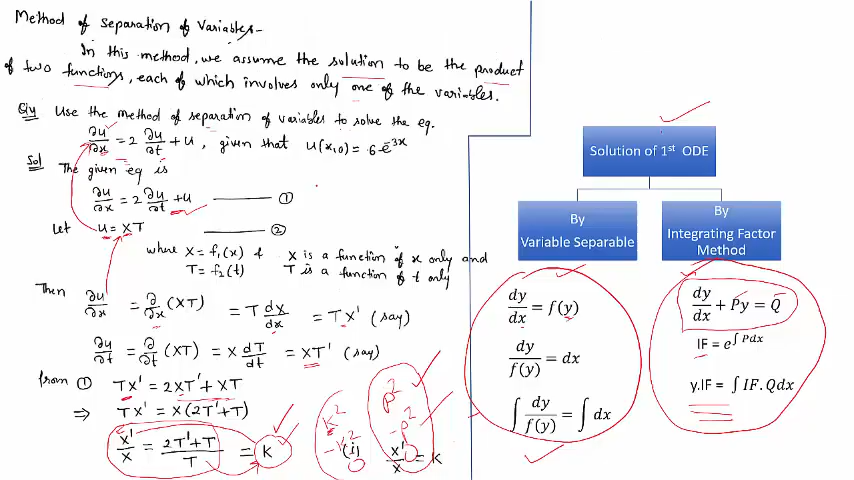 Method of Separation of Variables-
In this method, we assume the solution to be the product
of two functions, each of which involves only one of the variables.
Q1y Use the method of separation of variables to solve the eq.
∂u/∂x = 2 ∂u/∂t + u, given that u(x,0) = 6e^{-3x}
Sol The given eq is
∂u/∂x = 2 ∂u/∂t + u —— ①
Let u = XT —— ②
where X = f₁(x) & X is a function of x only and
T = f₂(t) T is a function of t only
Then ∂u/∂x = ∂/∂x (XT) = T dX/dx = TX' (say)
∂u/∂t = ∂/∂t (XT) = X dT/dt = XT' (say)
from ① TX' = 2XT' + XT
⇒ TX' = X(2T'+T)
X'/X = (2T'+T)/T = K
K²
-K²
0
p²
-p²
0
(i) X'/X = K
Solution of 1st ODE
By
Variable Separable
By
Integrating Factor
Method
dy/dx = f(y)
dy/f(y) = dx
∫ dy/f(y) = ∫ dx
dy/dx + Py = Q
IF = e^{∫ Pdx}
y.IF = ∫ IF.Qdx